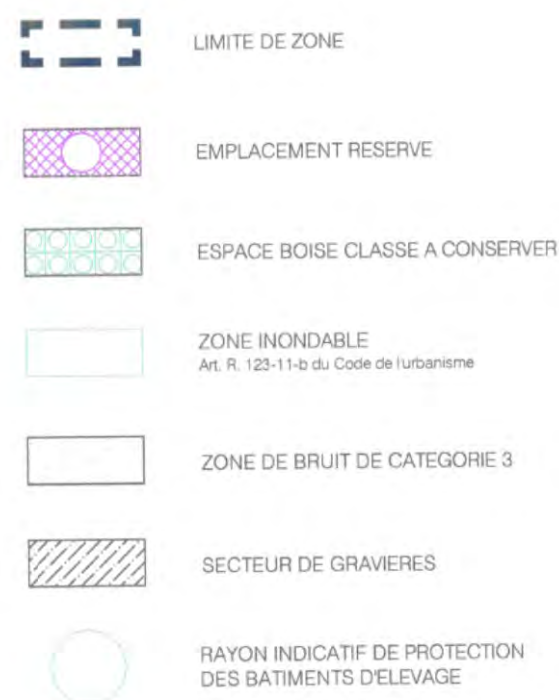 LIMITE DE ZONE
EMPLACEMENT RESERVE
ESPACE BOISE CLASSE A CONSERVER
ZONE INONDABLE
Art. R. 123-11-b du Code de l'urbanisme
ZONE DE BRUIT DE CATEGORIE 3
SECTEUR DE GRAVIERES
RAYON INDICATIF DE PROTECTION
DES BATIMENTS D'ELEVAGE